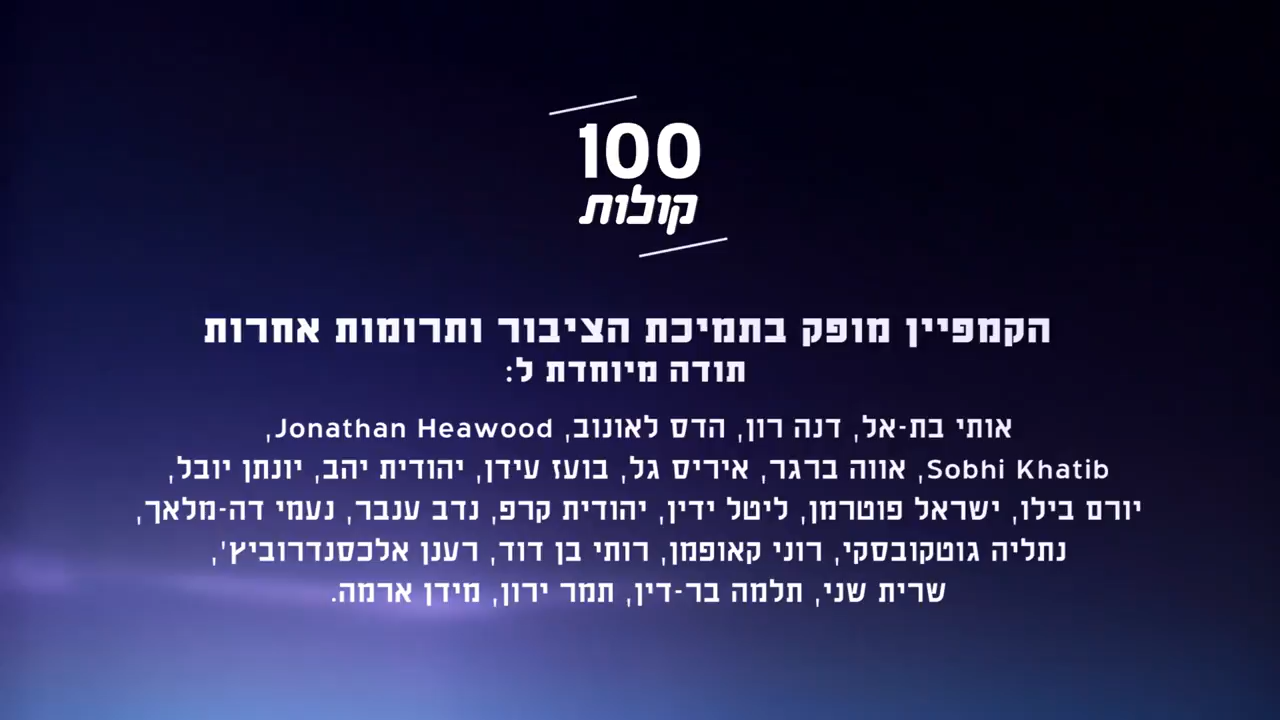 100
קולות
הקמפיין מופק בתמיכת הציבור ותרומות אחרות
תודה מיוחדת ל:
אותי בת-אל, דנה רון, הדס לאונוב, Jonathan Heawood,
Sobhi Khatib, אווה ברגר, איריס גל, בועז עידן, יהודית יהב, יונתן יובל,
יורם בילו, ישראל פוטרמן, ליטל ידין, יהודית קרפ, נדב ענבר, נעמי דה-מלאך,
נתליה גוטקובסקי, רוני קאופמן, רותי בן דוד, רענן אלכסנדרוביץ',
שרית שני, תלמה בר-דין, תמר ירון, מידן ארמה.